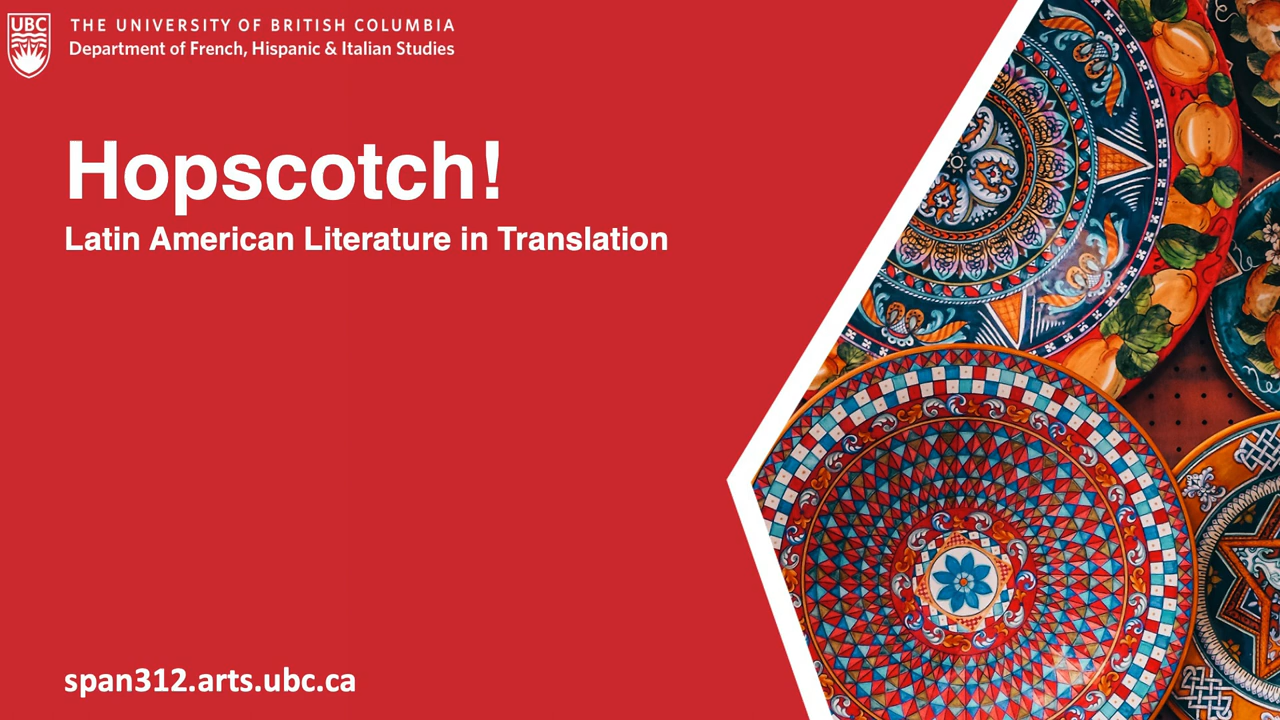 UBC
THE UNIVERSITY OF BRITISH COLUMBIA
Department of French, Hispanic & Italian Studies
Hopscotch!
Latin American Literature in Translation
span312.arts.ubc.ca